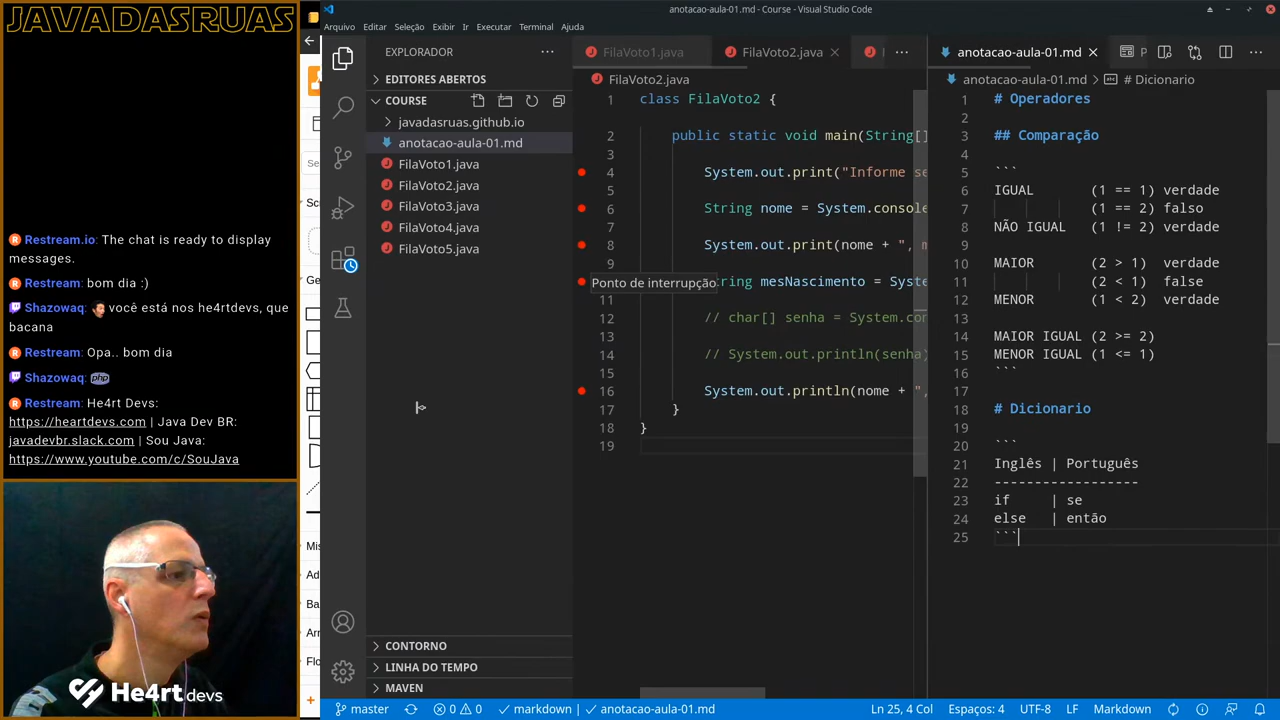 JAVADASRUAS
Restream.io: The chat is ready to display
messages.
Restream: bom dia :)
Shazowaq: você está nos he4rtdevs, que
bacana
Restream: Opa.. bom dia
Shazowaq: php
Restream: He4rt Devs:
https://heartdevs.com | Java Dev BR:
javadevbr.slack.com | Sou Java:
https://www.youtube.com/c/SouJava
He4rt devs
anotacao-aula-01.md - Course - Visual Studio Code
Arquivo Editar Seleção Exibir Ir Executar Terminal Ajuda
EXPLORADOR
EDITORES ABERTOS
COURSE
javadasruas.github.io
anotacao-aula-01.md
FilaVoto1.java
FilaVoto2.java
FilaVoto3.java
FilaVoto4.java
FilaVoto5.java
CONTORNO
LINHA DO TEMPO
MAVEN
FilaVoto1.java FilaVoto2.java
FilaVoto2.java
1 class FilaVoto2 {
2 public static void main(String[]
3
4 System.out.print("Informe se
5
6 String nome = System.conso
7
8 System.out.print(nome + ",
9
Ponto de interrupção
tring mesNascimento = Syste
11
12 // char[] senha = System.con
13
14 // System.out.println(senha)
15
16 System.out.println(nome + ",
17 }
18 }
19
anotacao-aula-01.md
anotacao-aula-01.md > # Dicionario
1 # Operadores
2
3 ## Comparação
4
5 ```
6 IGUAL (1 == 1) verdade
7 (1 == 2) falso
8 NÃO IGUAL (1 != 2) verdade
9
10 MAIOR (2 > 1) verdade
11 (2 < 1) false
12 MENOR (1 < 2) verdade
13
14 MAIOR IGUAL (2 >= 2)
15 MENOR IGUAL (1 <= 1)
16 ```
17
18 # Dicionario
19
20 ```
21 Inglês | Português
22 ------------------
23 if | se
24 else | então
25 ```
master 0 0 markdown | anotacao-aula-01.md Ln 25, 4 Col Espaços: 4 UTF-8 LF Markdown